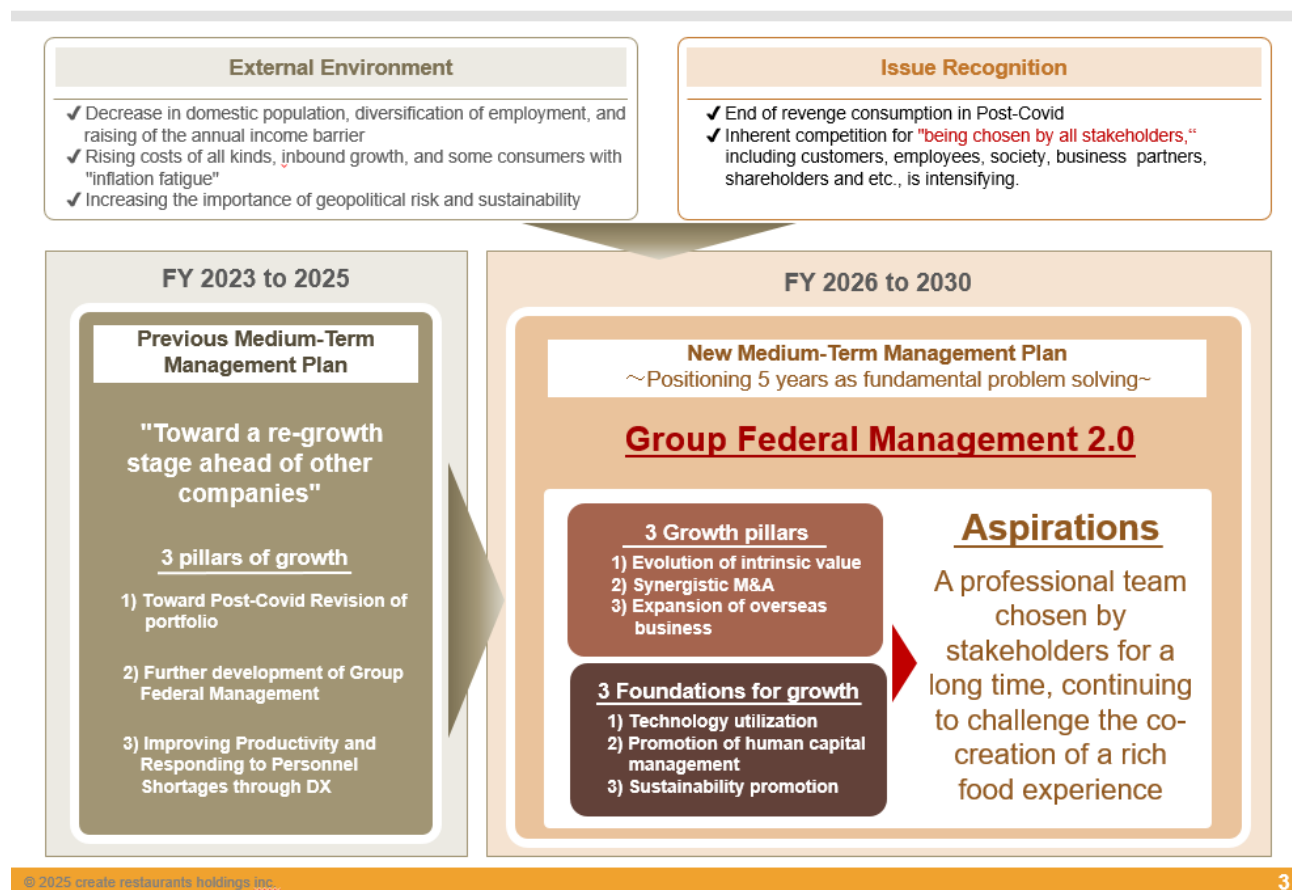 External Environment
✓ Decrease in domestic population, diversification of employment, and
raising of the annual income barrier
✓ Rising costs of all kinds, inbound growth, and some consumers with
"inflation fatigue"
✓ Increasing the importance of geopolitical risk and sustainability
Issue Recognition
✓ End of revenge consumption in Post-Covid
✓ Inherent competition for "being chosen by all stakeholders,“
including customers, employees, society, business partners,
shareholders and etc., is intensifying.
FY 2023 to 2025
Previous Medium-Term
Management Plan
"Toward a re-growth
stage ahead of other
companies"
3 pillars of growth
1) Toward Post-Covid Revision of
portfolio
2) Further development of Group
Federal Management
3) Improving Productivity and
Responding to Personnel
Shortages through DX
FY 2026 to 2030
New Medium-Term Management Plan
～Positioning 5 years as fundamental problem solving~
Group Federal Management 2.0
3 Growth pillars
1) Evolution of intrinsic value
2) Synergistic M&A
3) Expansion of overseas
business
3 Foundations for growth
1) Technology utilization
2) Promotion of human capital
management
3) Sustainability promotion
Aspirations
A professional team
chosen by
stakeholders for a
long time, continuing
to challenge the co-
creation of a rich
food experience
© 2025 create restaurants holdings inc.
3